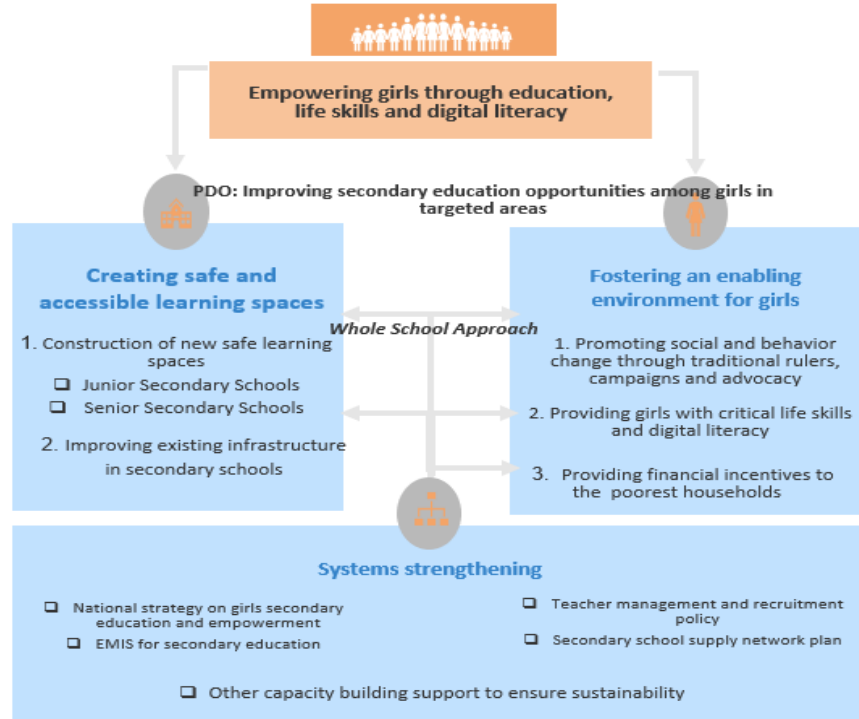 Empowering girls through education,
life skills and digital literacy
PDO: Improving secondary education opportunities among girls in
targeted areas
Creating safe and
accessible learning spaces
1. Construction of new safe learning
spaces
❑ Junior Secondary Schools
❑ Senior Secondary Schools
2. Improving existing infrastructure
in secondary schools
Whole School Approach
Fostering an enabling
environment for girls
1. Promoting social and behavior
change through traditional rulers,
campaigns and advocacy
2. Providing girls with critical life skills
and digital literacy
3. Providing financial incentives to
the poorest households
Systems strengthening
❑ National strategy on girls secondary
education and empowerment
❑ EMIS for secondary education
❑ Teacher management and recruitment
policy
❑ Secondary school supply network plan
❑ Other capacity building support to ensure sustainability